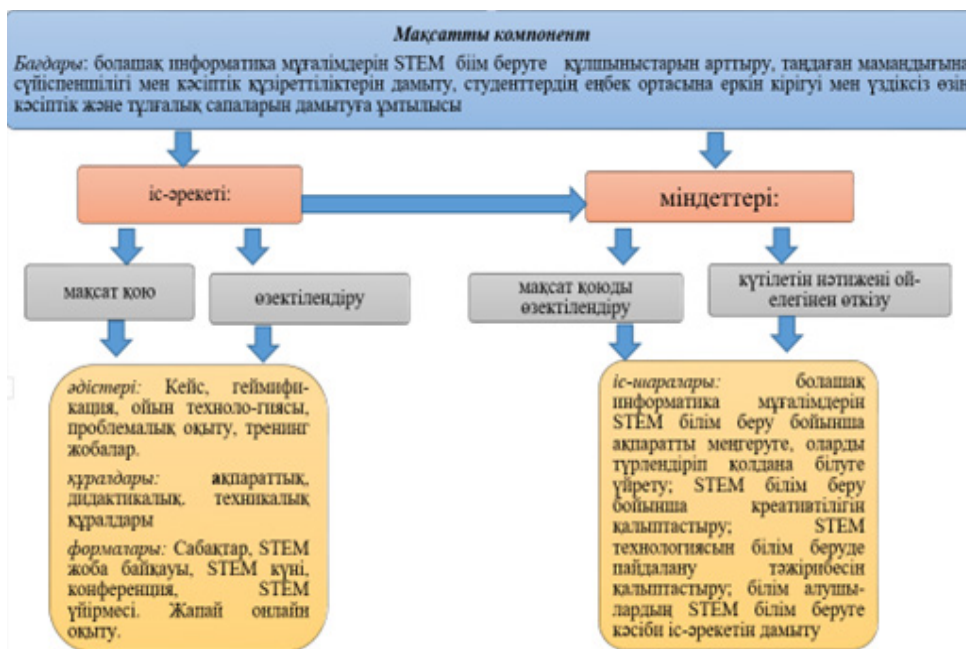 Мақсатты компонент
Бағдары: болашақ информатика мұғалімдерін STEM біім беруге құлшыныстарын арттыру, таңдаған мамандығына
сүйіспеншілігі мен кәсіптік құзіреттіліктерін дамыту, студенттердің еңбек ортасына еркін кірігуі мен үздіксіз өзін
кәсіптік және тұлғалық сапаларын дамытуға ұмтылысы
іс-әрекеті:
міндеттері:
мақсат қою
өзектілендіру
мақсат қоюды
өзектілендіру
күтілетін нәтижені ой-
елегінен өткізу
әдістері: Кейс, геймифи-
кация, ойын техноло-гиясы,
проблемалық оқыту, тренинг
жобалар.
құралдары: ақпараттық,
дидактикалық, техникалық
құралдары
формалары: Сабақтар, STEM
жоба байқауы, STEM күні,
конференция, STEM
үйірмесі. Жапай онлайн
оқыту.
іс-шаралары: болашақ
информатика мұғалімдерін
STEM білім беру бойынша
ақпаратты меңгеруге, оларды
түрлендіріп қолдана білуге
үйрету; STEM білім беру
бойынша креативтілігін
қалыптастыру; STEM
технологиясын білім беруде
пайдалану тәжірибесін
қалыптастыру; білім алушы-
лардың STEM білім беруге
кәсіби іс-әрекетін дамыту